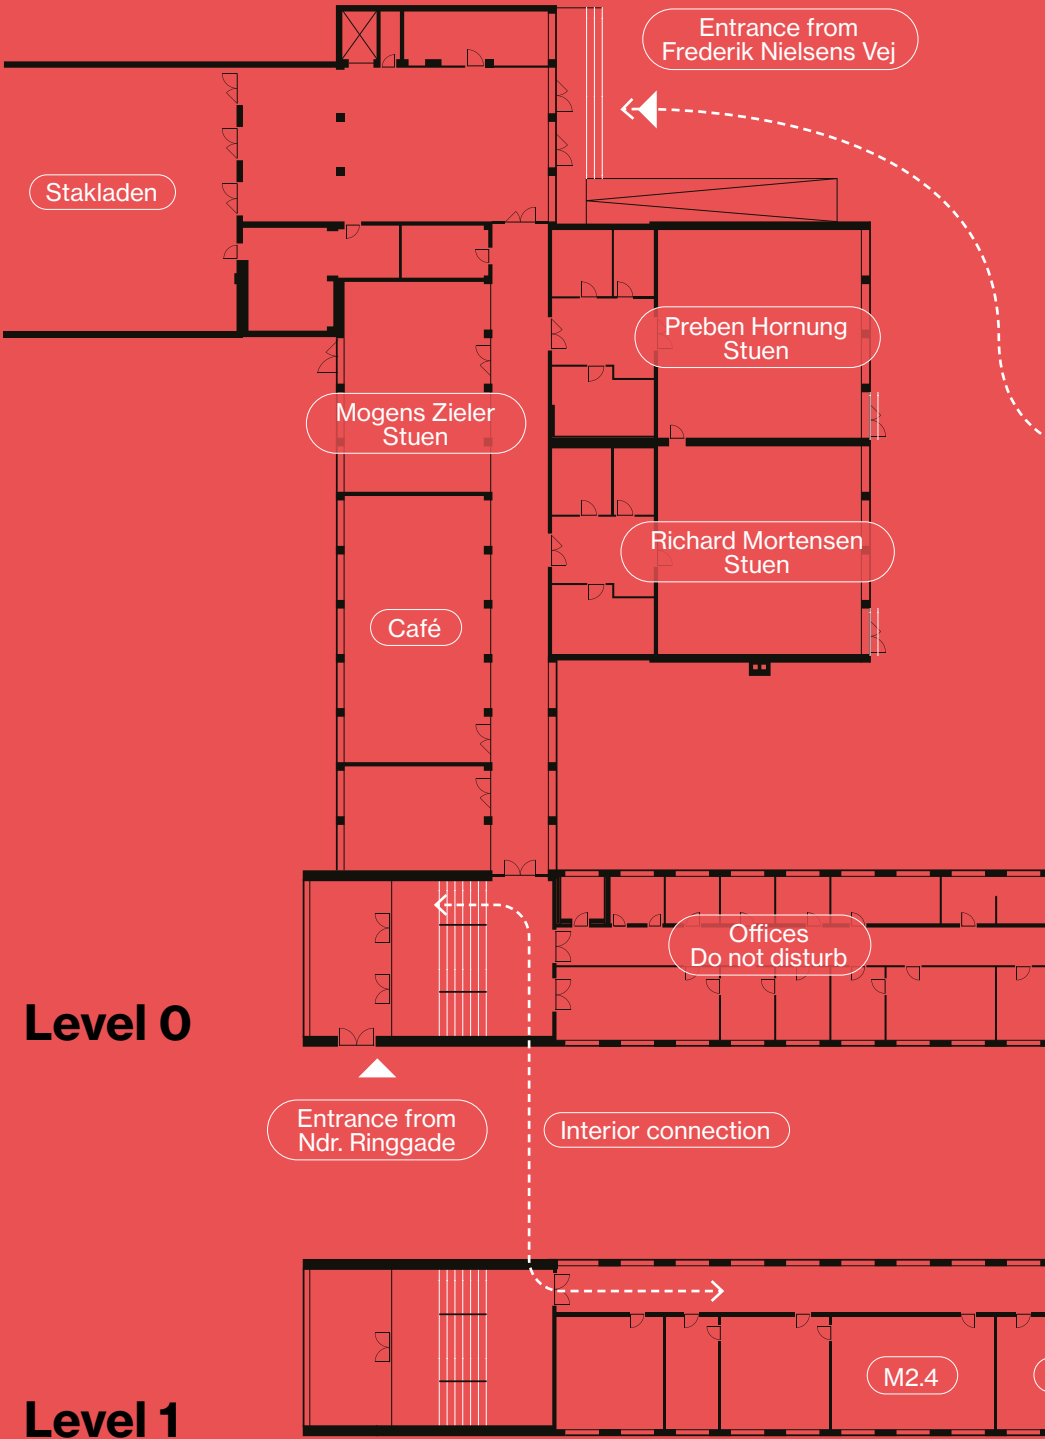 Entrance from
Frederik Nielsens Vej
Stakladen
Preben Hornung
Stuen
Mogens Zieler
Stuen
Richard Mortensen
Stuen
Café
Offices
Do not disturb
Level 0
Entrance from
Ndr. Ringgade
Interior connection
M2.4
Level 1